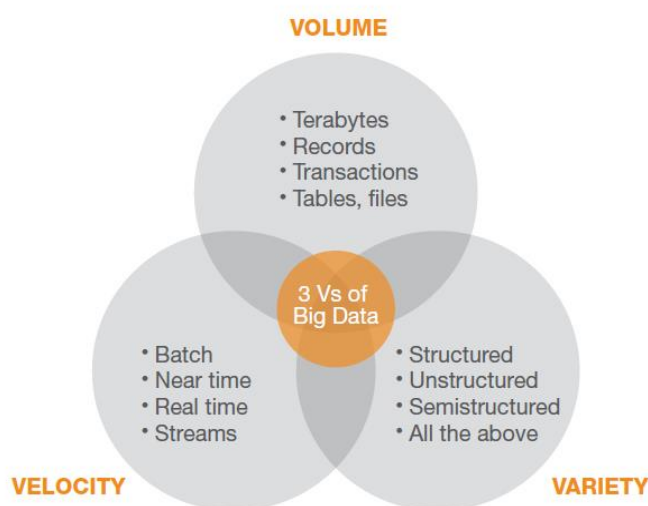 VOLUME
• Terabytes
• Records
• Transactions
• Tables, files
3 Vs of
Big Data
• Batch
• Near time
• Real time
• Streams
• Structured
• Unstructured
• Semistructured
• All the above
VELOCITY
VARIETY